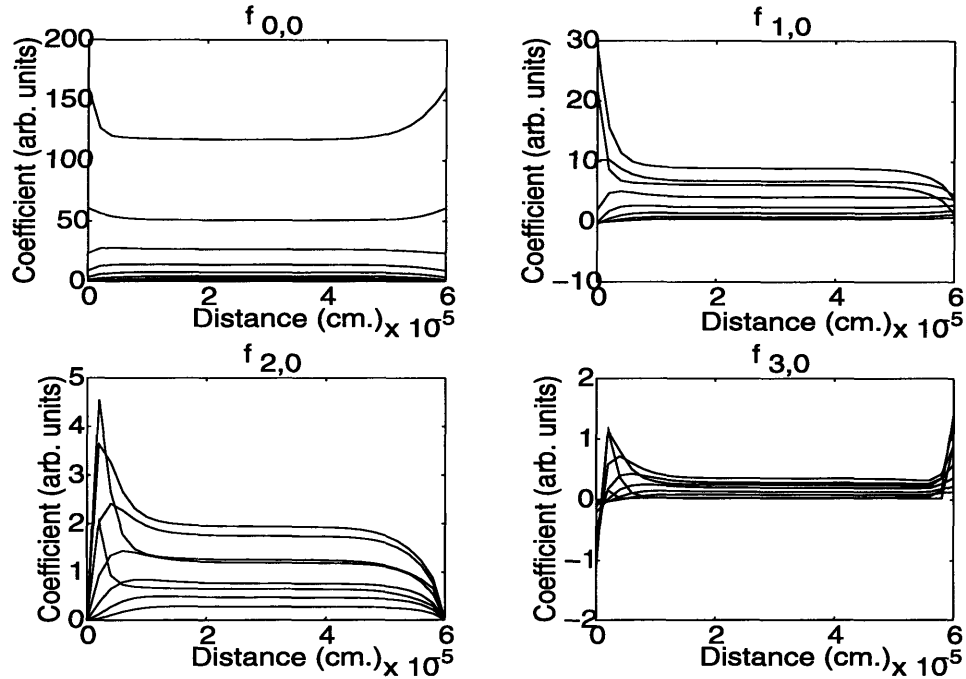 f 0,0
Coefficient (arb. units)
200
150
100
50
0
0 2 4 6
Distance (cm.) x 10^-5
f 1,0
Coefficient (arb. units)
30
20
10
0
-10
0 2 4 6
Distance (cm.) x 10^-5
f 2,0
Coefficient (arb. units)
5
4
3
2
1
0
0 2 4 6
Distance (cm.) x 10^-5
f 3,0
Coefficient (arb. units)
2
1
0
-1
-2
0 2 4 6
Distance (cm.) x 10^-5